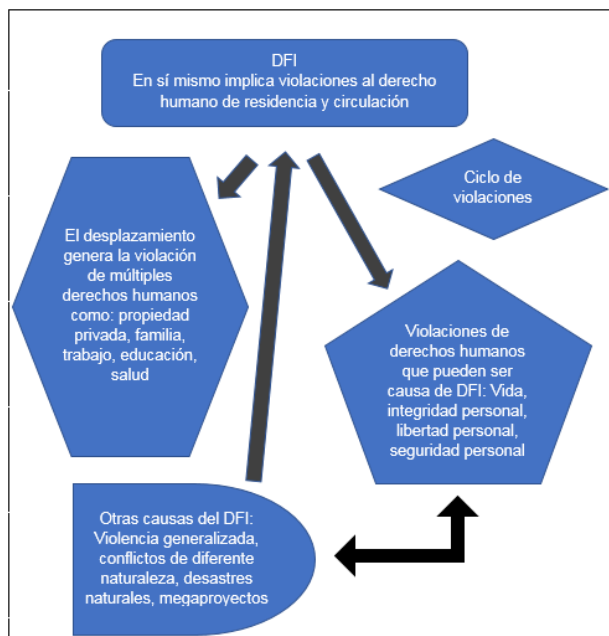 DFI
En sí mismo implica violaciones al derecho
humano de residencia y circulación
Ciclo de
violaciones
El desplazamiento
genera la violación
de múltiples
derechos humanos
como: propiedad
privada, familia,
trabajo, educación,
salud
Violaciones de
derechos humanos
que pueden ser
causa de DFI: Vida,
integridad personal,
libertad personal,
seguridad personal
Otras causas del DFI:
Violencia generalizada,
conflictos de diferente
naturaleza, desastres
naturales, megaproyectos